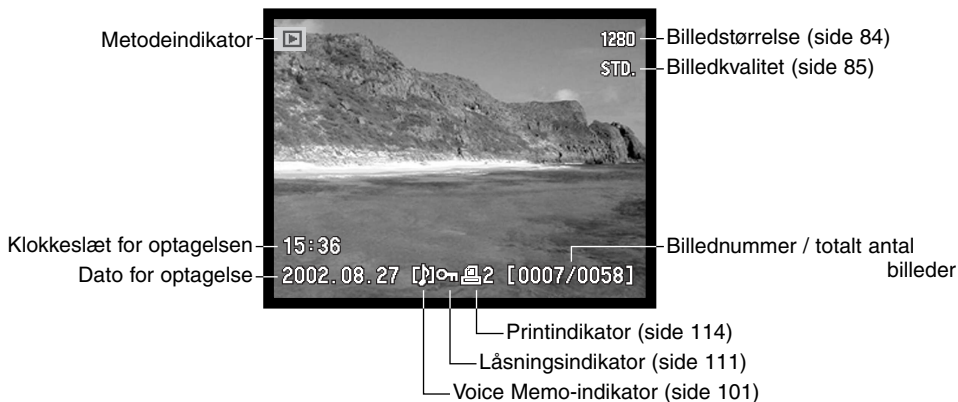 Metodeindikator
1280
Billedstørrelse (side 84)
STD.
Billedkvalitet (side 85)
Klokkeslæt for optagelsen
15:36
Billednummer / totalt antal
billeder
Dato for optagelse
2002.08.27 [♪] 2 [0007/0058]
Printindikator (side 114)
Låsningsindikator (side 111)
Voice Memo-indikator (side 101)